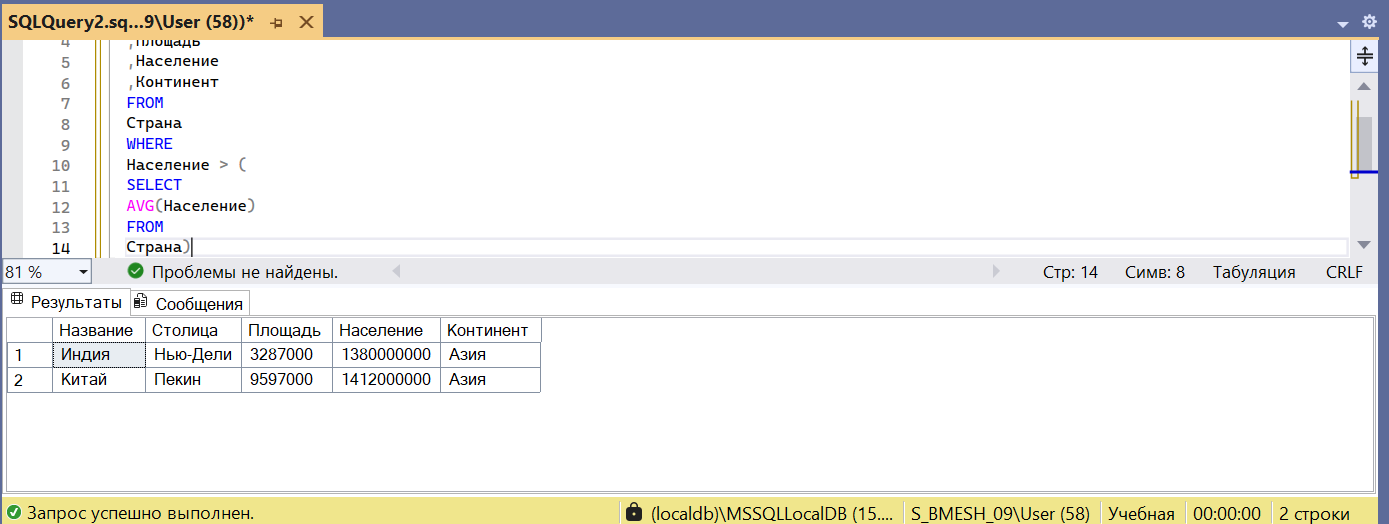 SQLQuery2.sq...9\User (58))*
4 ,Площадь
5 ,Население
6 ,Континент
7 FROM
8 Страна
9 WHERE
10 Население > (
11 SELECT
12 AVG(Население)
13 FROM
14 Страна)
81 % Проблемы не найдены. Стр: 14 Симв: 8 Табуляция CRLF
Результаты Сообщения
Название Столица Площадь Население Континент
1 Индия Нью-Дели 3287000 1380000000 Азия
2 Китай Пекин 9597000 1412000000 Азия
Запрос успешно выполнен. (localdb)\MSSQLLocalDB (15.... S_BMESH_09\User (58) Учебная 00:00:00 2 строки